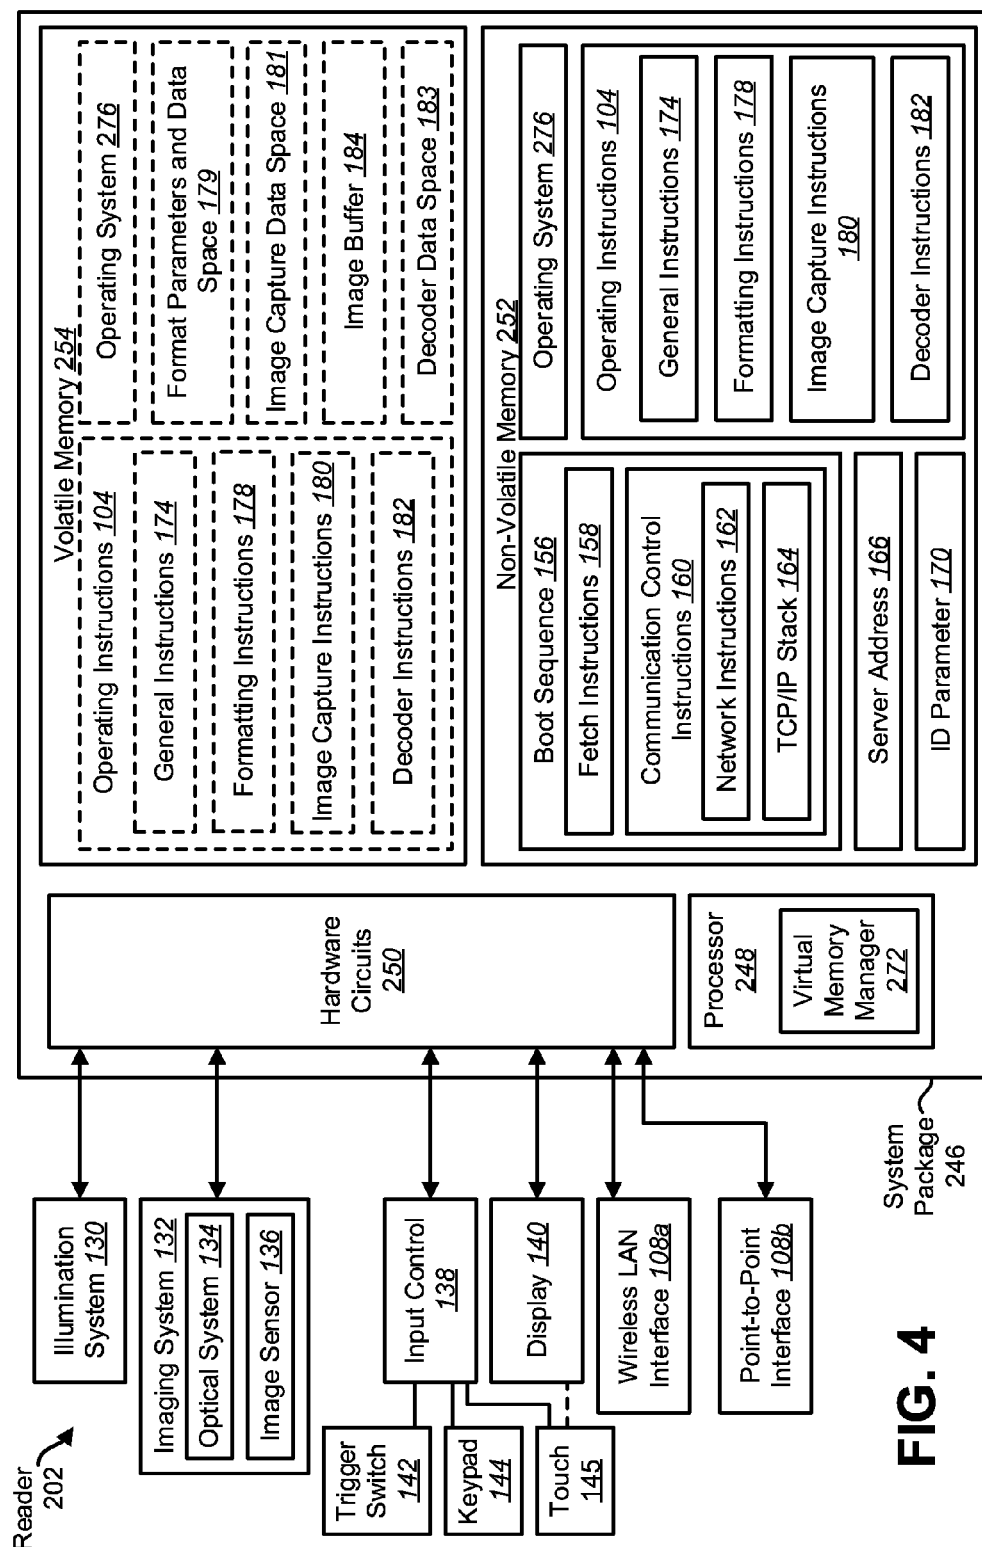 Reader
202
Illumination
System 130
Imaging System 132
Optical System 134
Image Sensor 136
Trigger
Switch
142
Keypad
144
Touch
145
Input Control
138
Display 140
Wireless LAN
Interface 108a
Point-to-Point
Interface 108b
System
Package
246
Hardware
Circuits
250
Processor
248
Virtual
Memory
Manager
272
Volatile Memory 254
Operating Instructions 104
General Instructions 174
Formatting Instructions 178
Image Capture Instructions 180
Decoder Instructions 182
Operating System 276
Format Parameters and Data
Space 179
Image Capture Data Space 181
Image Buffer 184
Decoder Data Space 183
Non-Volatile Memory 252
Boot Sequence 156
Fetch Instructions 158
Communication Control
Instructions 160
Network Instructions 162
TCP/IP Stack 164
Server Address 166
ID Parameter 170
Operating System 276
Operating Instructions 104
General Instructions 174
Formatting Instructions 178
Image Capture Instructions
180
Decoder Instructions 182
FIG. 4